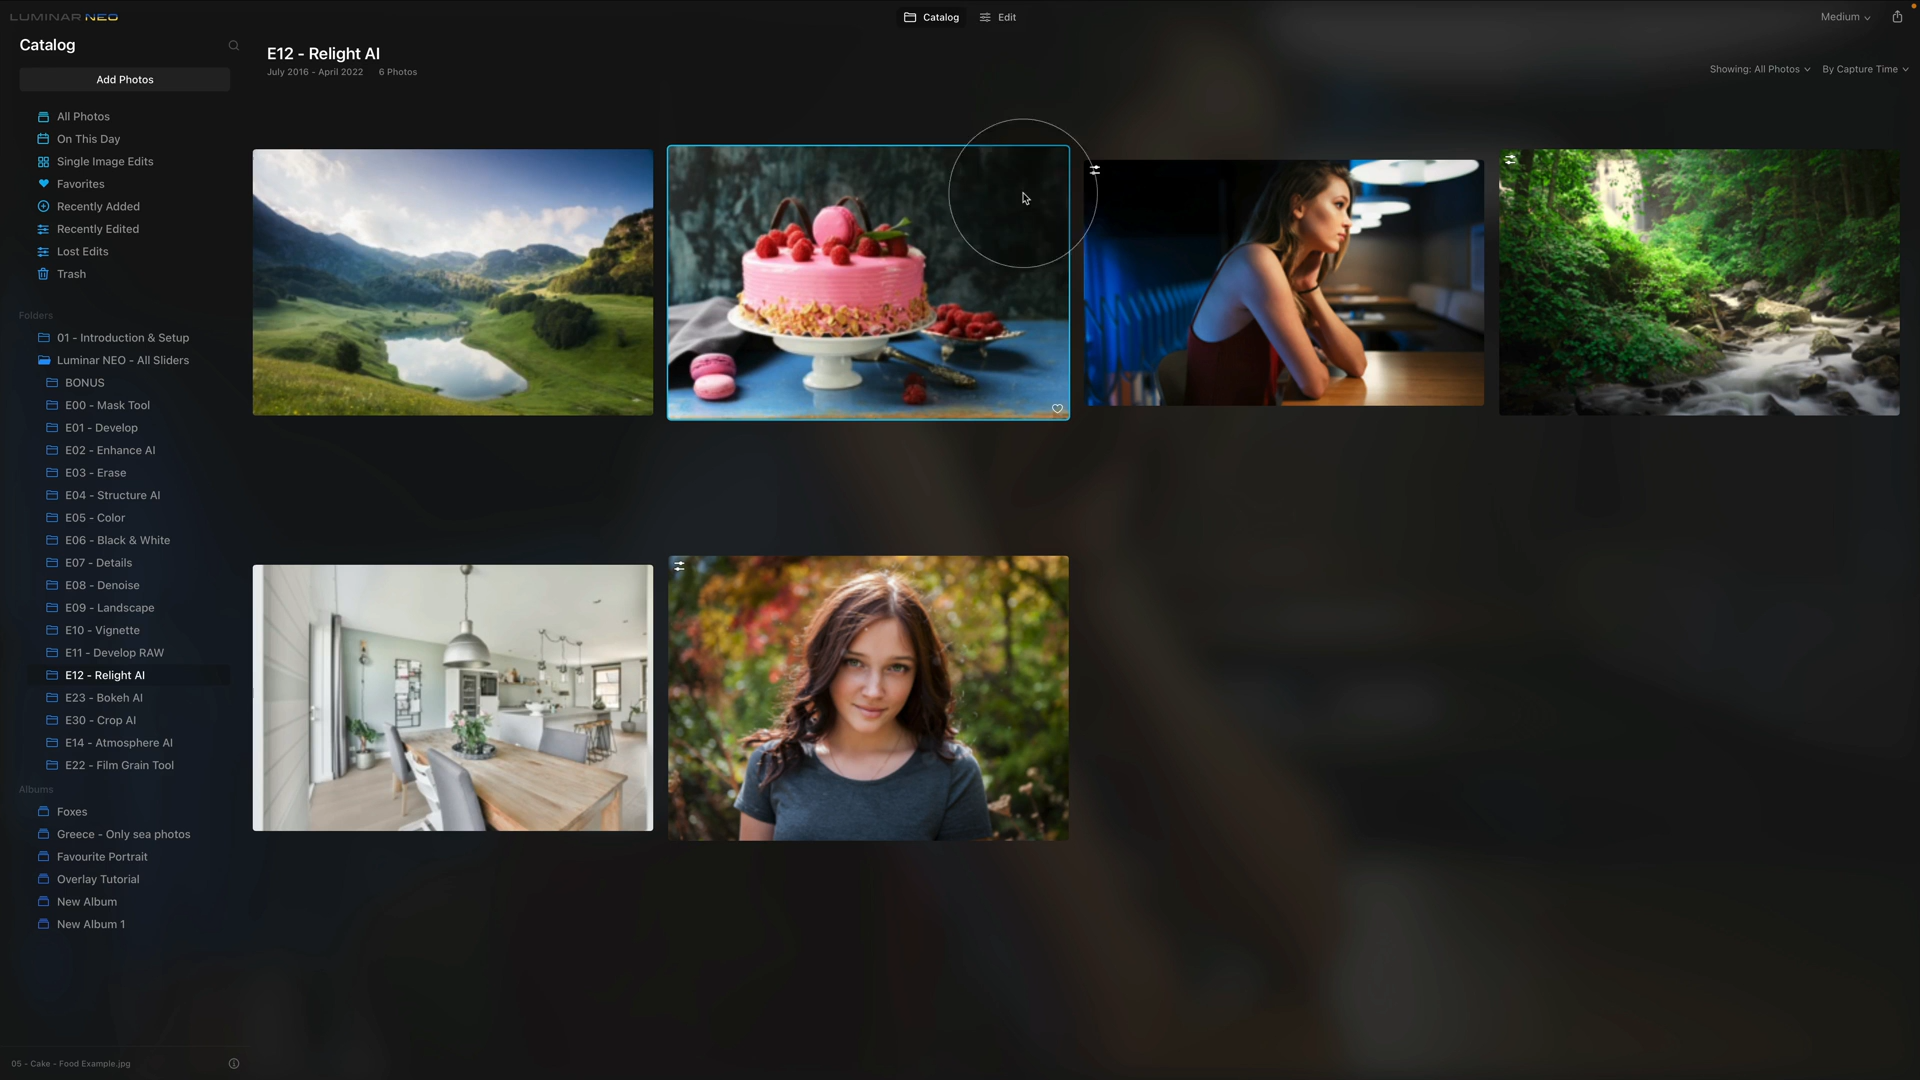 LUMINAR NEO
Catalog
Edit
Medium
Catalog
Add Photos
E12 - Relight AI
July 2016 - April 2022
6 Photos
Showing: All Photos
By Capture Time
All Photos
On This Day
Single Image Edits
Favorites
Recently Added
Recently Edited
Lost Edits
Trash
Folders
01 - Introduction & Setup
Luminar NEO - All Sliders
BONUS
E00 - Mask Tool
E01 - Develop
E02 - Enhance AI
E03 - Erase
E04 - Structure AI
E05 - Color
E06 - Black & White
E07 - Details
E08 - Denoise
E09 - Landscape
E10 - Vignette
E11 - Develop RAW
E12 - Relight AI
E23 - Bokeh AI
E30 - Crop AI
E14 - Atmosphere AI
E22 - Film Grain Tool
Albums
Foxes
Greece - Only sea photos
Favourite Portrait
Overlay Tutorial
New Album
New Album 1
05 - Cake - Food Example.jpg